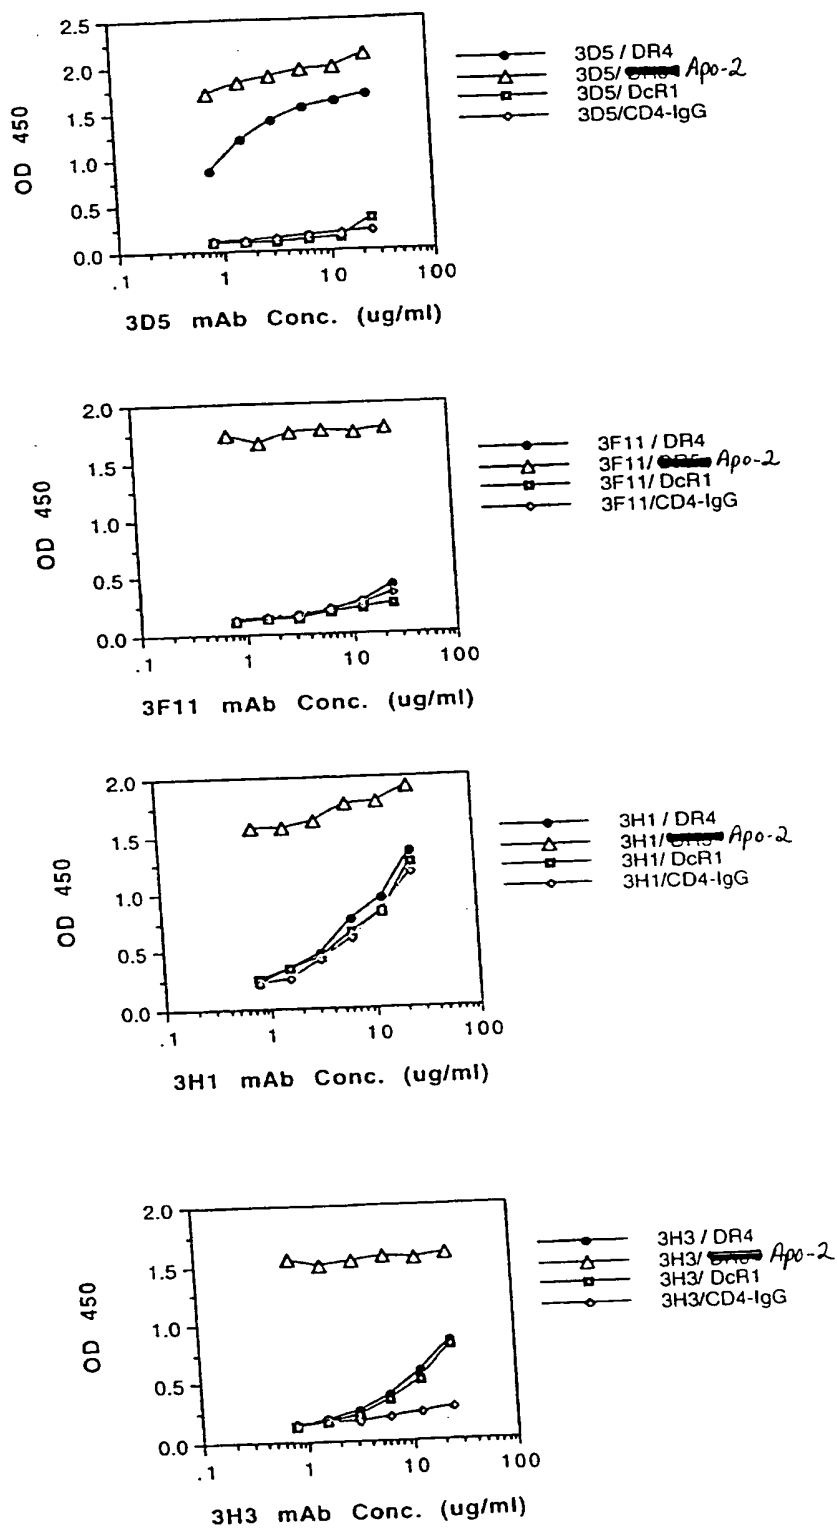 2.5
2.0
1.5
1.0
0.5
0.0
OD 450
.1 1 10 100
3D5 mAb Conc. (ug/ml)
3D5 / DR4
3D5/ Apo-2
3D5/ DcR1
3D5/CD4-IgG
2.0
1.5
1.0
0.5
0.0
OD 450
.1 1 10 100
3F11 mAb Conc. (ug/ml)
3F11 / DR4
3F11/ Apo-2
3F11/ DcR1
3F11/CD4-IgG
2.0
1.5
1.0
0.5
0.0
OD 450
.1 1 10 100
3H1 mAb Conc. (ug/ml)
3H1 / DR4
3H1/ Apo-2
3H1/ DcR1
3H1/CD4-IgG
2.0
1.5
1.0
0.5
0.0
OD 450
.1 1 10 100
3H3 mAb Conc. (ug/ml)
3H3 / DR4
3H3/ Apo-2
3H3/ DcR1
3H3/CD4-IgG